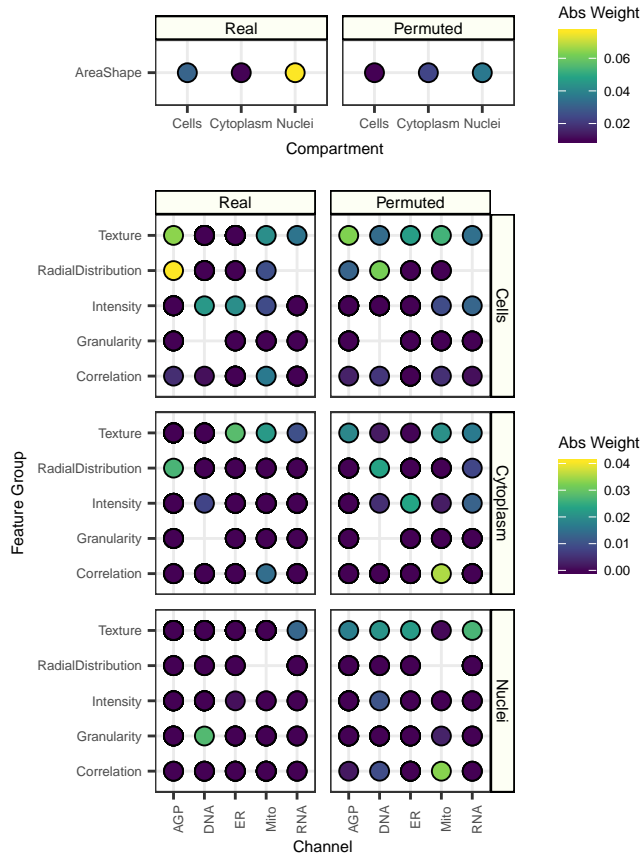 Real
Permuted
AreaShape
Cells
Cytoplasm
Nuclei
Cells
Cytoplasm
Nuclei
Compartment
Abs Weight
0.06
0.04
0.02
Real
Permuted
Texture
RadialDistribution
Intensity
Granularity
Correlation
Cells
Texture
RadialDistribution
Intensity
Granularity
Correlation
Cytoplasm
Texture
RadialDistribution
Intensity
Granularity
Correlation
Nuclei
Feature Group
AGP
DNA
ER
Mito
RNA
AGP
DNA
ER
Mito
RNA
Channel
Abs Weight
0.04
0.03
0.02
0.01
0.00